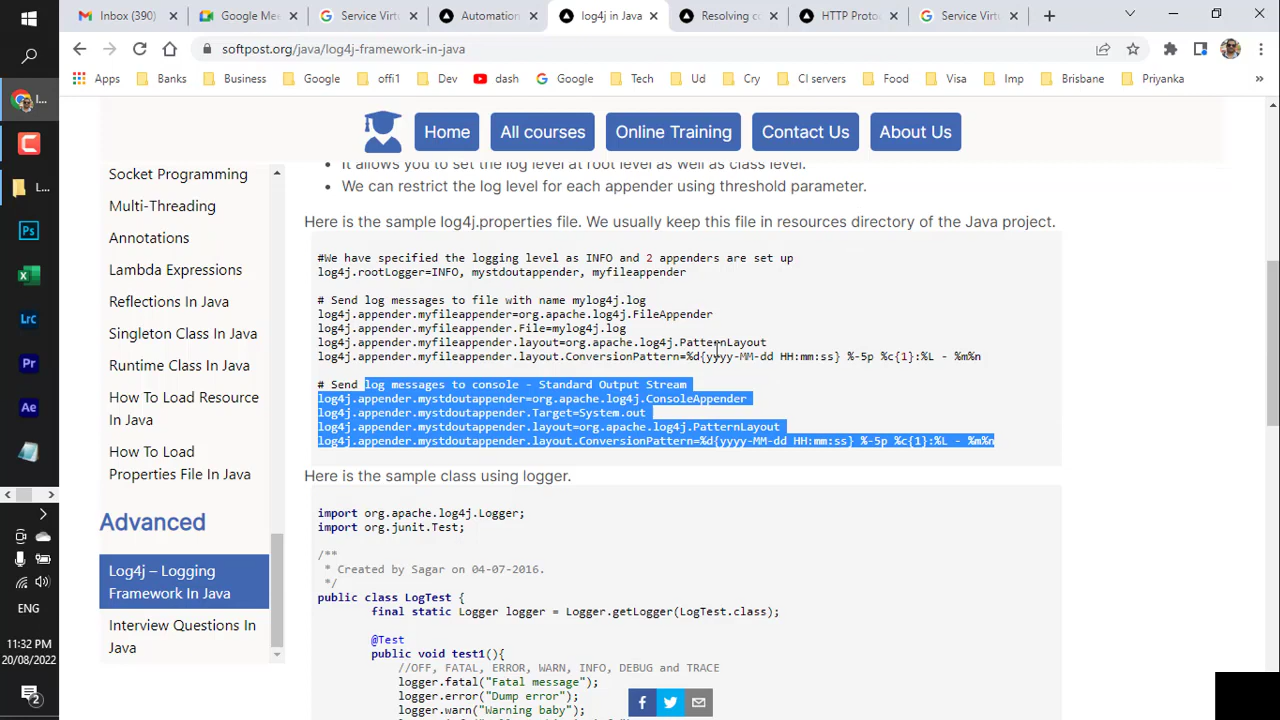 Inbox (390)
Google Mee
Service Virtu
Automation
log4j in Java
Resolving co
HTTP Proto
Service Virtu
softpost.org/java/log4j-framework-in-java
Apps
Banks
Business
Google
offi1
Dev
dash
Google
Tech
Ud
Cry
CI servers
Food
Visa
Imp
Brisbane
Priyanka
»
Home
All courses
Online Training
Contact Us
About Us
It allows you to set the log level at root level as well as class level.
We can restrict the log level for each appender using threshold parameter.
Here is the sample log4j.properties file. We usually keep this file in resources directory of the Java project.
#We have specified the logging level as INFO and 2 appenders are set up
log4j.rootLogger=INFO, mystdoutappender, myfileappender
# Send log messages to file with name mylog4j.log
log4j.appender.myfileappender=org.apache.log4j.FileAppender
log4j.appender.myfileappender.File=mylog4j.log
log4j.appender.myfileappender.layout=org.apache.log4j.PatternLayout
log4j.appender.myfileappender.layout.ConversionPattern=%d{yyyy-MM-dd HH:mm:ss} %-5p %c{1}:%L - %m%n
# Send log messages to console - Standard Output Stream
log4j.appender.mystdoutappender=org.apache.log4j.ConsoleAppender
log4j.appender.mystdoutappender.Target=System.out
log4j.appender.mystdoutappender.layout=org.apache.log4j.PatternLayout
log4j.appender.mystdoutappender.layout.ConversionPattern=%d{yyyy-MM-dd HH:mm:ss} %-5p %c{1}:%L - %m%n
Here is the sample class using logger.
import org.apache.log4j.Logger;
import org.junit.Test;
/**
* Created by Sagar on 04-07-2016.
*/
public class LogTest {
final static Logger logger = Logger.getLogger(LogTest.class);
@Test
public void test1(){
//OFF, FATAL, ERROR, WARN, INFO, DEBUG and TRACE
logger.fatal("Fatal message");
logger.error("Dump error");
logger.warn("Warning baby");
Socket Programming
Multi-Threading
Annotations
Lambda Expressions
Reflections In Java
Singleton Class In Java
How To Load Resource
In Java
How To Load
Properties File In Java
Advanced
Log4j – Logging
Framework In Java
Interview Questions In
Java
I...
L...
Ps
Pr
Lrc
Ae
ENG
11:32 PM
20/08/2022
2